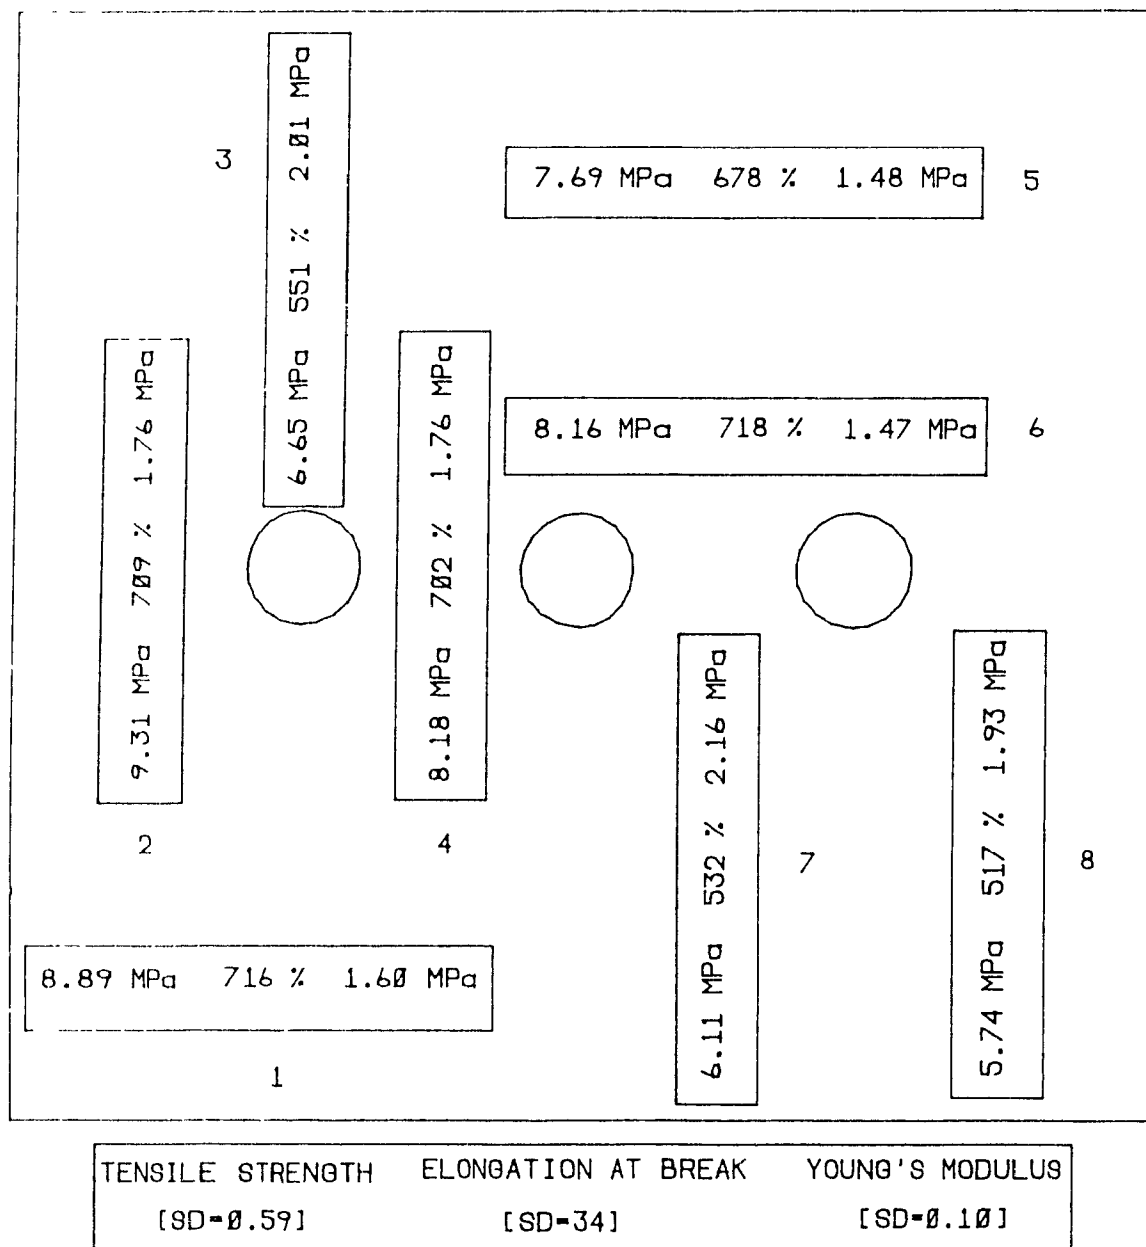 3
6.65 MPa 551 % 2.01 MPa
7.69 MPa 678 % 1.48 MPa
5
9.31 MPa 709 % 1.76 MPa
8.18 MPa 702 % 1.76 MPa
8.16 MPa 718 % 1.47 MPa
6
2
4
6.11 MPa 532 % 2.16 MPa
7
5.74 MPa 517 % 1.93 MPa
8
8.89 MPa 716 % 1.60 MPa
1
TENSILE STRENGTH ELONGATION AT BREAK YOUNG'S MODULUS
[SD=0.59] [SD=34] [SD=0.10]